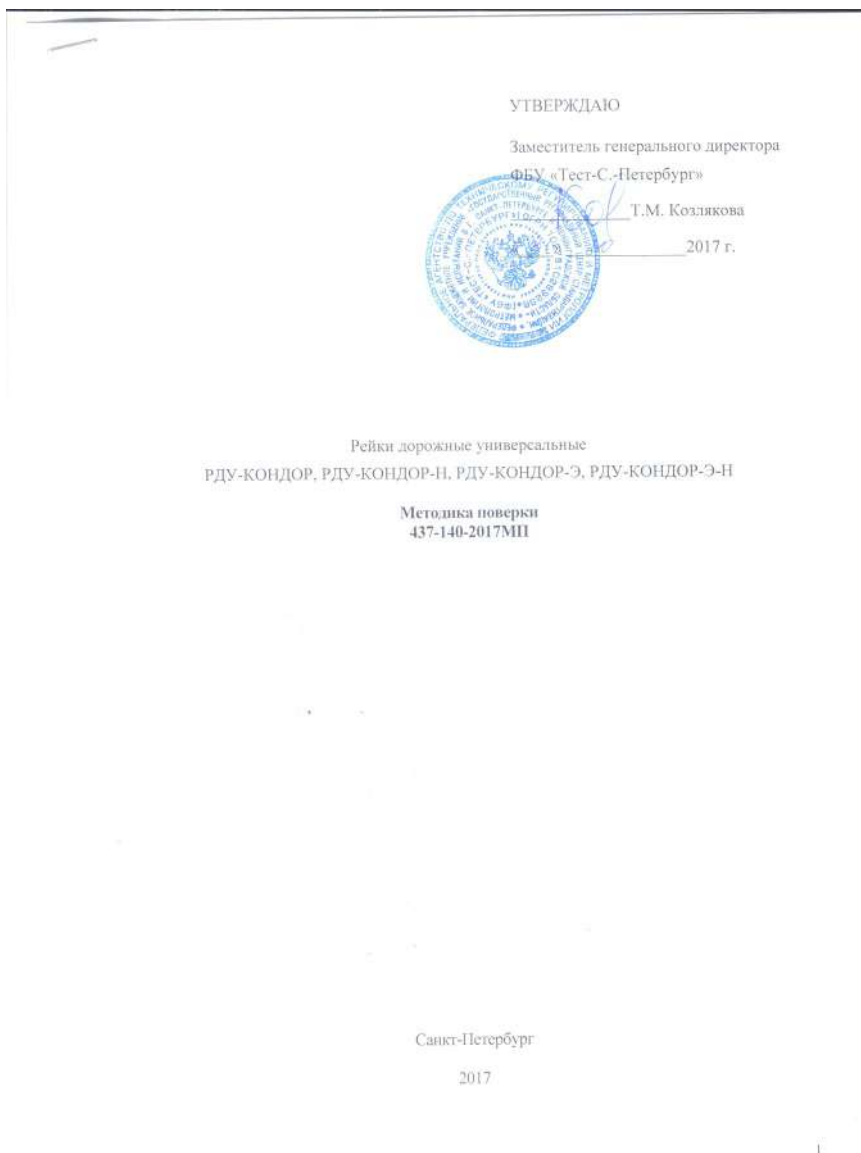 УТВЕРЖДАЮ
Заместитель генерального директора
ФБУ «Тест-С.-Петербург»
Т.М. Козлякова
2017 г.
Рейки дорожные универсальные
РДУ-КОНДОР, РДУ-КОНДОР-Н, РДУ-КОНДОР-Э, РДУ-КОНДОР-Э-Н
Методика поверки
437-140-2017МП
Санкт-Петербург
2017
1